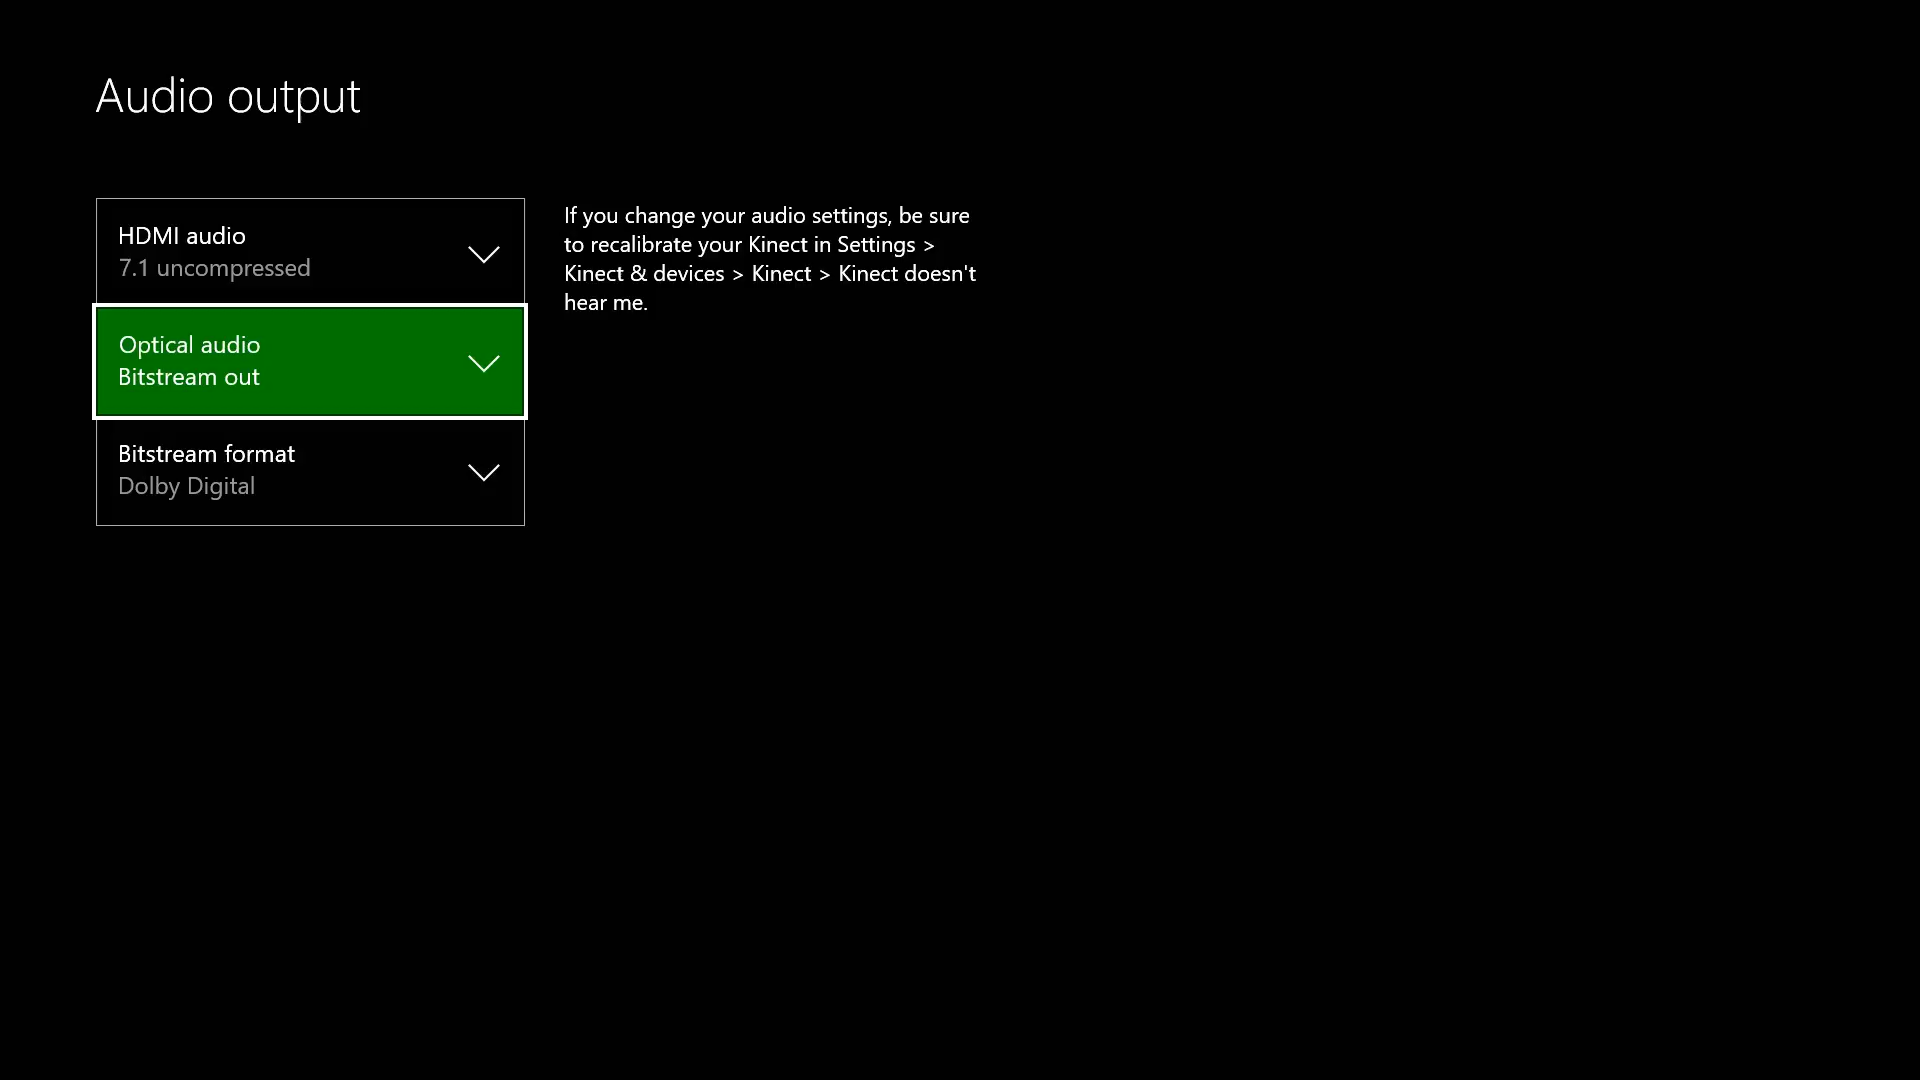 Audio output
HDMI audio
7.1 uncompressed
Optical audio
Bitstream out
Bitstream format
Dolby Digital
If you change your audio settings, be sure
to recalibrate your Kinect in Settings >
Kinect & devices > Kinect > Kinect doesn't
hear me.